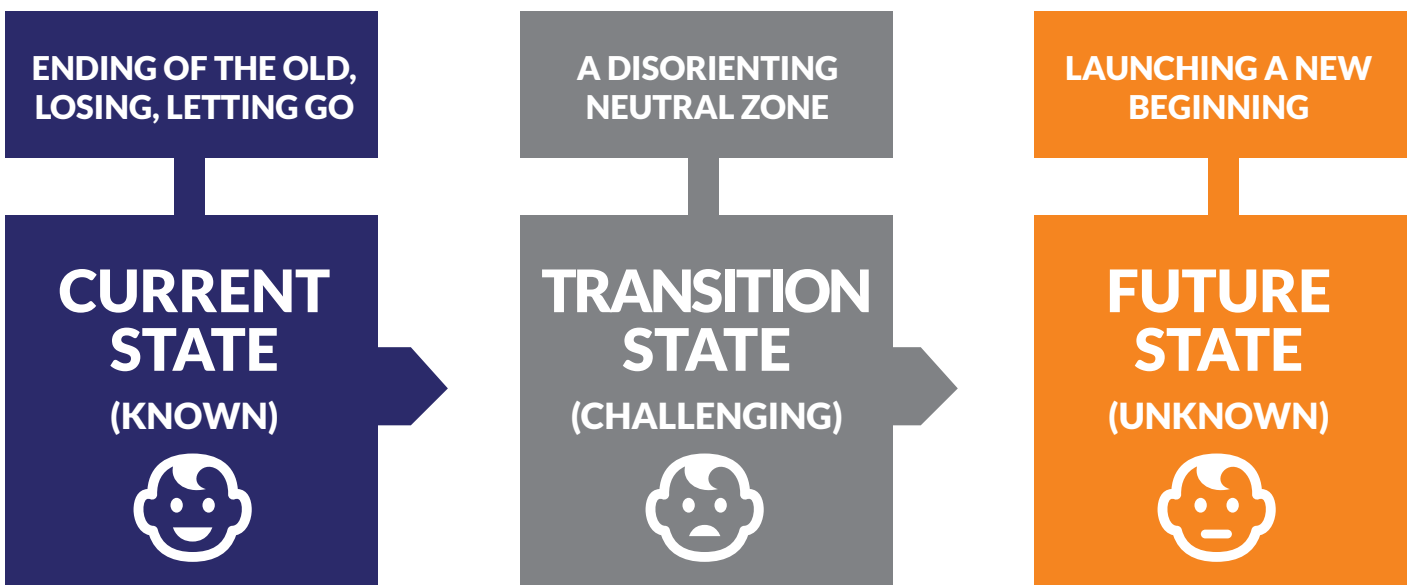 ENDING OF THE OLD,
LOSING, LETTING GO
CURRENT
STATE
(KNOWN)
A DISORIENTING
NEUTRAL ZONE
TRANSITION
STATE
(CHALLENGING)
LAUNCHING A NEW
BEGINNING
FUTURE
STATE
(UNKNOWN)